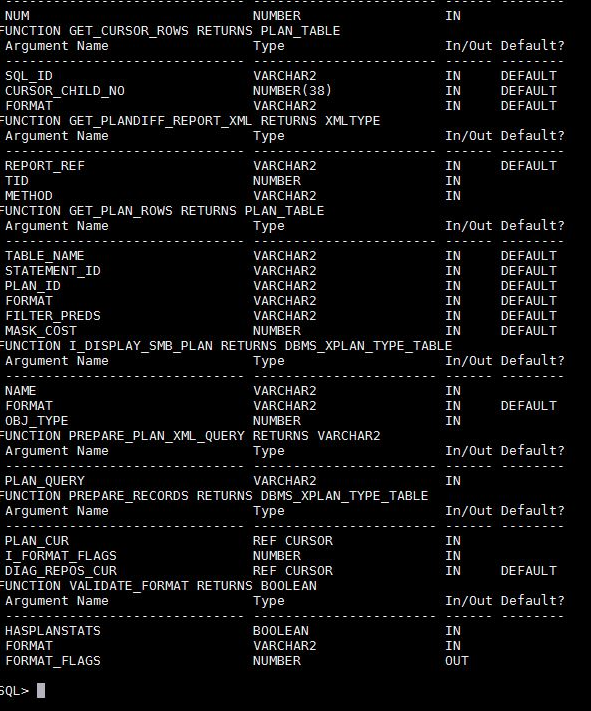 ------------------------------ ----------------------- ------ --------
NUM                            NUMBER                  IN
FUNCTION GET_CURSOR_ROWS RETURNS PLAN_TABLE
Argument Name                  Type                    In/Out Default?
------------------------------ ----------------------- ------ --------
SQL_ID                         VARCHAR2                IN     DEFAULT
CURSOR_CHILD_NO                NUMBER(38)              IN     DEFAULT
FORMAT                         VARCHAR2                IN     DEFAULT
FUNCTION GET_PLANDIFF_REPORT_XML RETURNS XMLTYPE
Argument Name                  Type                    In/Out Default?
------------------------------ ----------------------- ------ --------
REPORT_REF                     VARCHAR2                IN     DEFAULT
TID                            NUMBER                  IN
METHOD                         VARCHAR2                IN
FUNCTION GET_PLAN_ROWS RETURNS PLAN_TABLE
Argument Name                  Type                    In/Out Default?
------------------------------ ----------------------- ------ --------
TABLE_NAME                     VARCHAR2                IN     DEFAULT
STATEMENT_ID                   VARCHAR2                IN     DEFAULT
PLAN_ID                        VARCHAR2                IN     DEFAULT
FORMAT                         VARCHAR2                IN     DEFAULT
FILTER_PREDS                   VARCHAR2                IN     DEFAULT
MASK_COST                      NUMBER                  IN     DEFAULT
FUNCTION I_DISPLAY_SMB_PLAN RETURNS DBMS_XPLAN_TYPE_TABLE
Argument Name                  Type                    In/Out Default?
------------------------------ ----------------------- ------ --------
NAME                           VARCHAR2                IN
FORMAT                         VARCHAR2                IN     DEFAULT
OBJ_TYPE                       NUMBER                  IN
FUNCTION PREPARE_PLAN_XML_QUERY RETURNS VARCHAR2
Argument Name                  Type                    In/Out Default?
------------------------------ ----------------------- ------ --------
PLAN_QUERY                     VARCHAR2                IN
FUNCTION PREPARE_RECORDS RETURNS DBMS_XPLAN_TYPE_TABLE
Argument Name                  Type                    In/Out Default?
------------------------------ ----------------------- ------ --------
PLAN_CUR                       REF CURSOR              IN
I_FORMAT_FLAGS                 NUMBER                  IN
DIAG_REPOS_CUR                 REF CURSOR              IN     DEFAULT
FUNCTION VALIDATE_FORMAT RETURNS BOOLEAN
Argument Name                  Type                    In/Out Default?
------------------------------ ----------------------- ------ --------
HASPLANSTATS                   BOOLEAN                 IN
FORMAT                         VARCHAR2                IN
FORMAT_FLAGS                   NUMBER                  OUT
SQL>